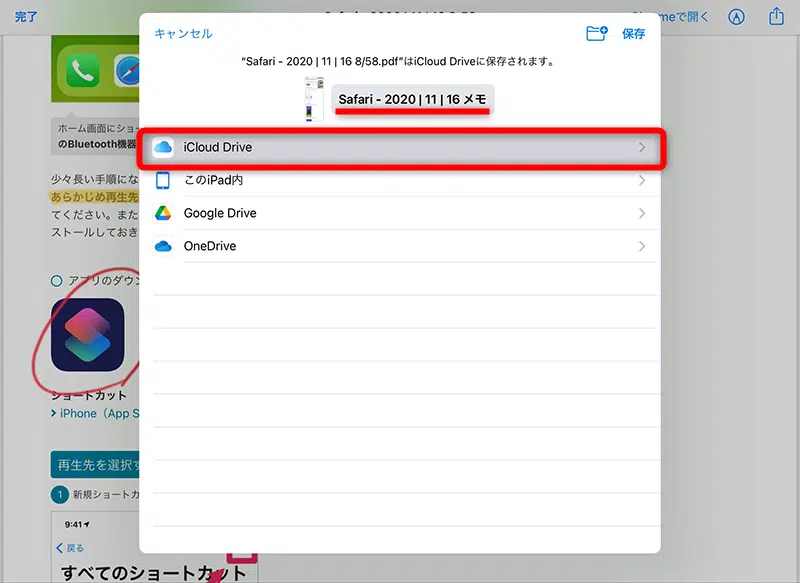 完了
meで開く
キャンセル
保存
“Safari - 2020 | 11 | 16 8/58.pdf”はiCloud Driveに保存されます。
Safari - 2020 | 11 | 16 メモ
iCloud Drive
このiPad内
Google Drive
OneDrive
ホーム画面にショ
のBluetooth機器
少々長い手順にな
あらかじめ再生先
てください。また
ストールしておき
アプリのダウン
ショートカット
iPhone（App S
再生先を選択す
1 新規ショートカ
9:41
戻る
すべてのショートカット